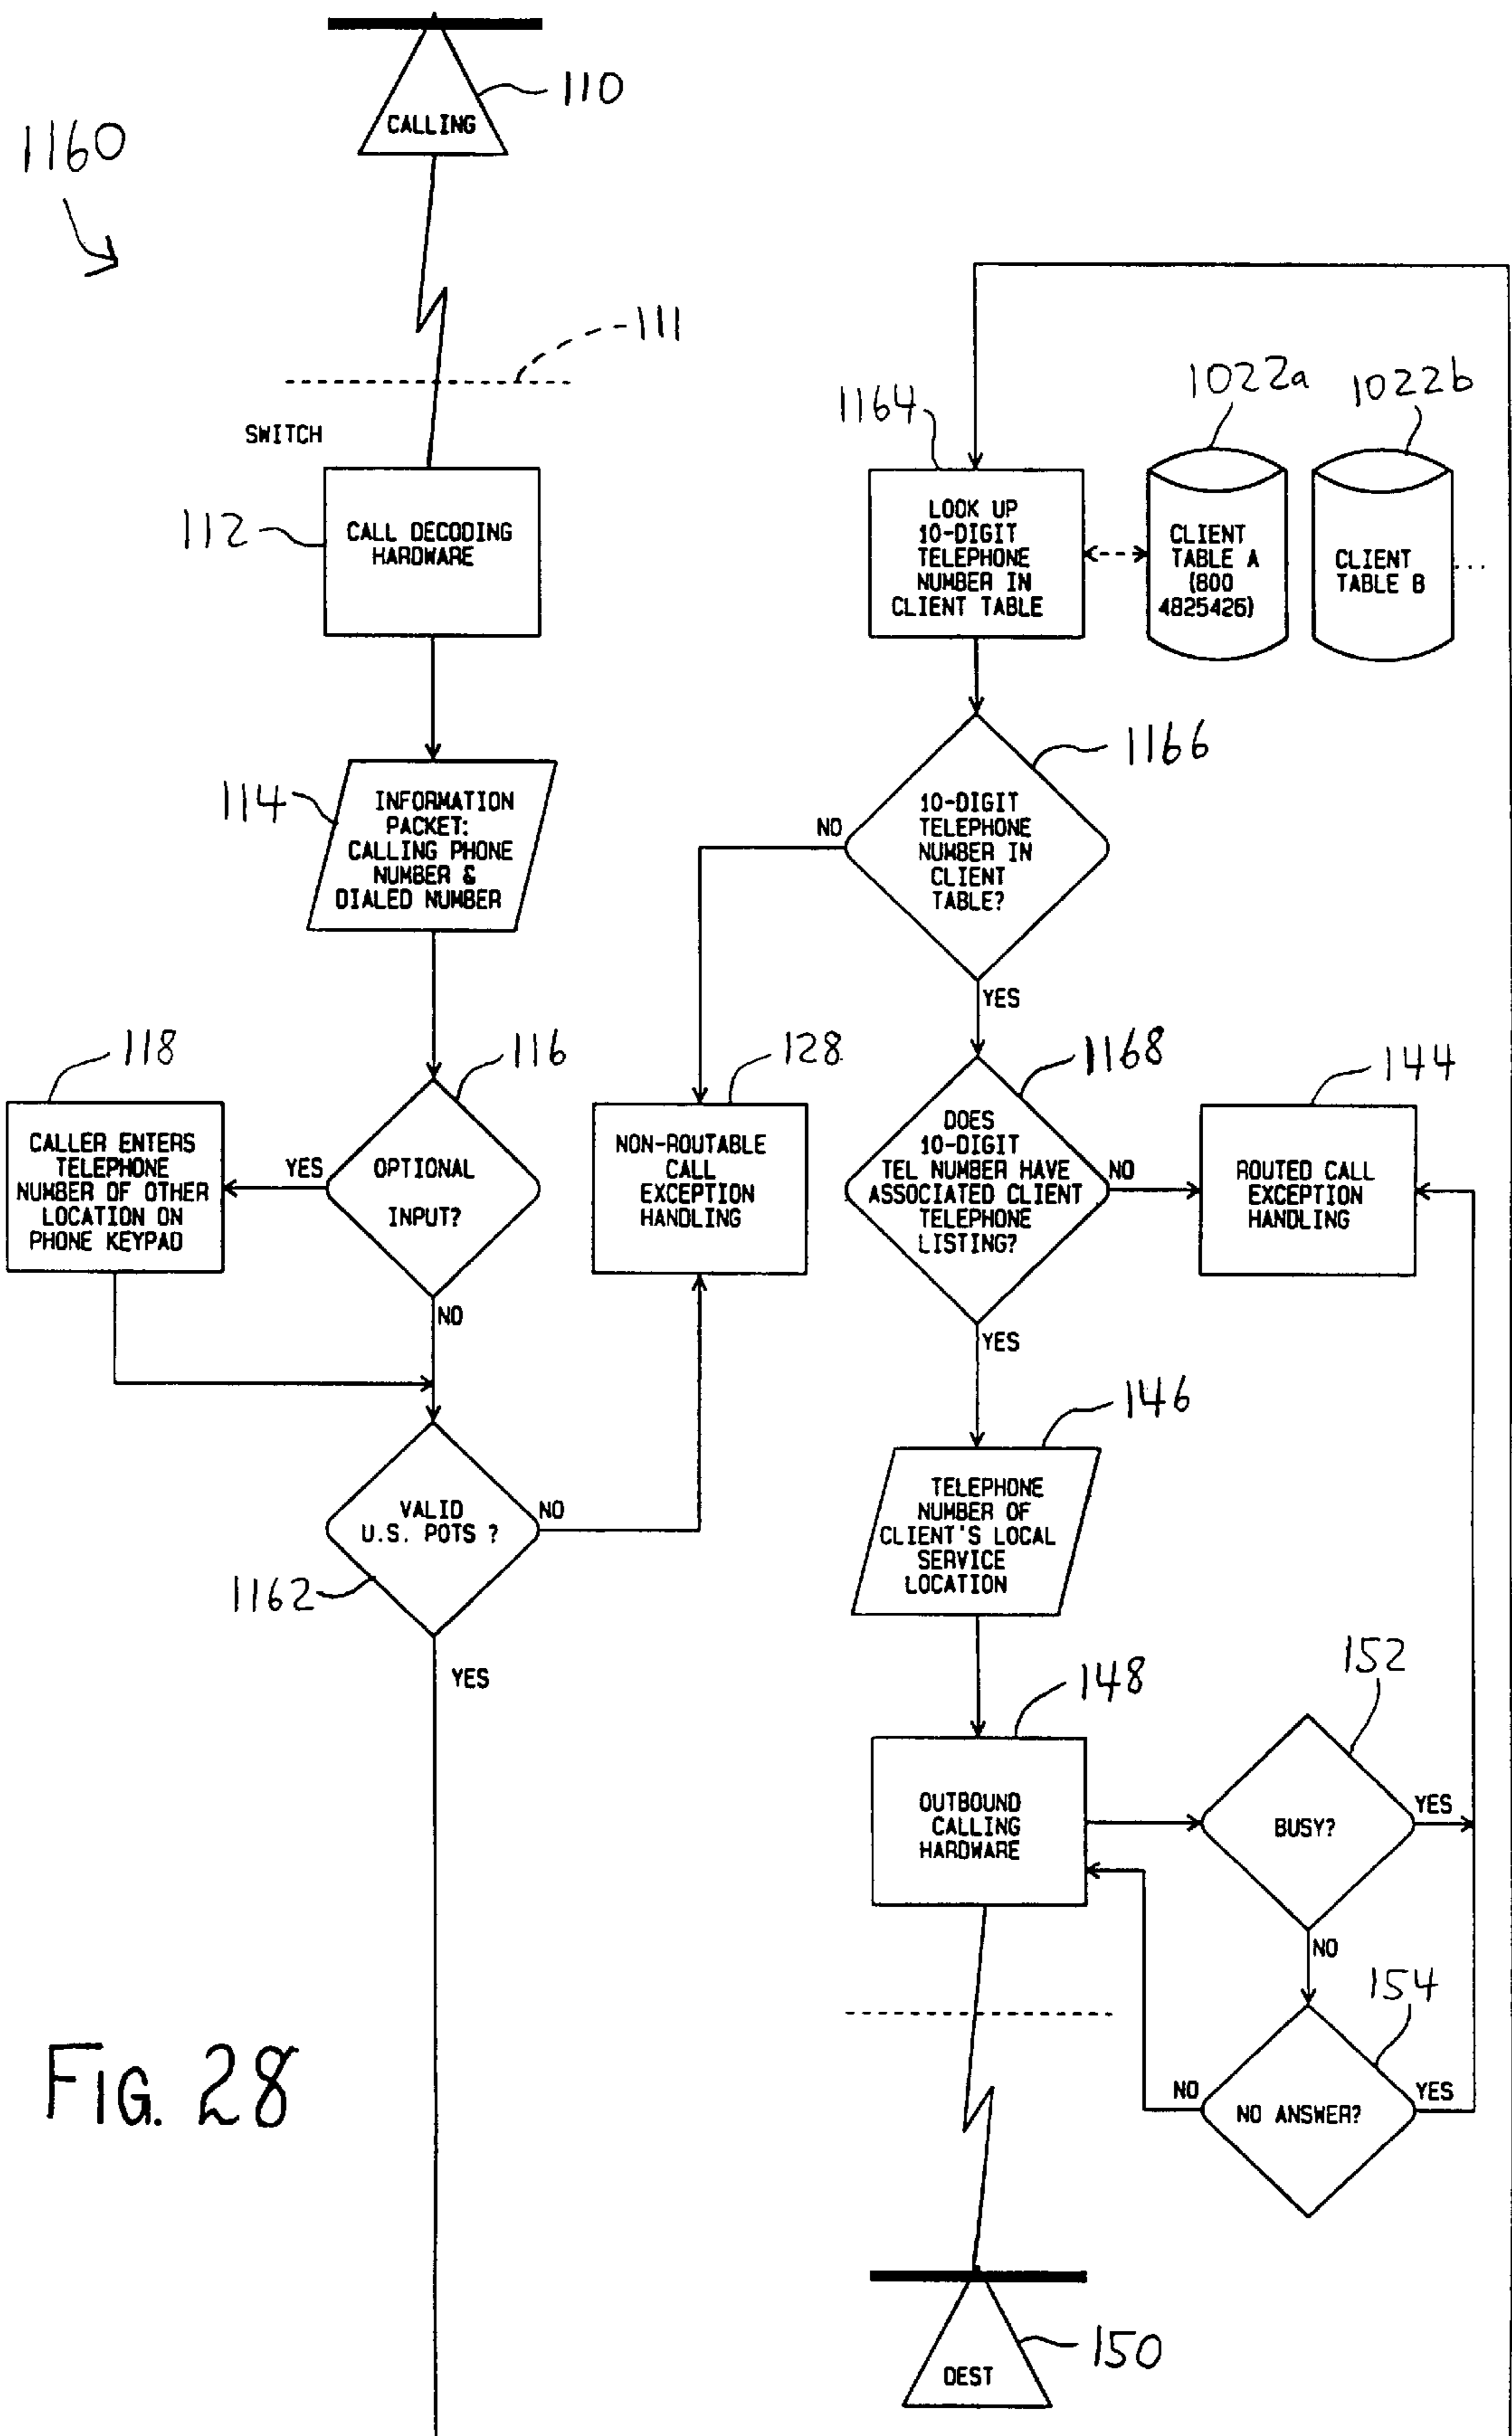 110
CALLING
1160
111
SWITCH
112
CALL DECODING
HARDWARE
114
INFORMATION
PACKET:
CALLING PHONE
NUMBER &
DIALED NUMBER
118
116
CALLER ENTERS
TELEPHONE
NUMBER OF OTHER
LOCATION ON
PHONE KEYPAD
YES
OPTIONAL
INPUT?
NO
VALID
U.S. POTS ?
NO
1162
YES
1164
1022a
1022b
LOOK UP
10-DIGIT
TELEPHONE
NUMBER IN
CLIENT TABLE
CLIENT
TABLE A
(800
4825426)
CLIENT
TABLE B
...
1166
NO
10-DIGIT
TELEPHONE
NUMBER IN
CLIENT
TABLE?
YES
128
NON-ROUTABLE
CALL
EXCEPTION
HANDLING
1168
DOES
10-DIGIT
TEL NUMBER HAVE
ASSOCIATED CLIENT
TELEPHONE
LISTING?
NO
144
ROUTED CALL
EXCEPTION
HANDLING
YES
146
TELEPHONE
NUMBER OF
CLIENT'S LOCAL
SERVICE
LOCATION
148
152
OUTBOUND
CALLING
HARDWARE
BUSY?
YES
NO
154
NO
NO ANSWER?
YES
150
DEST
FIG. 28